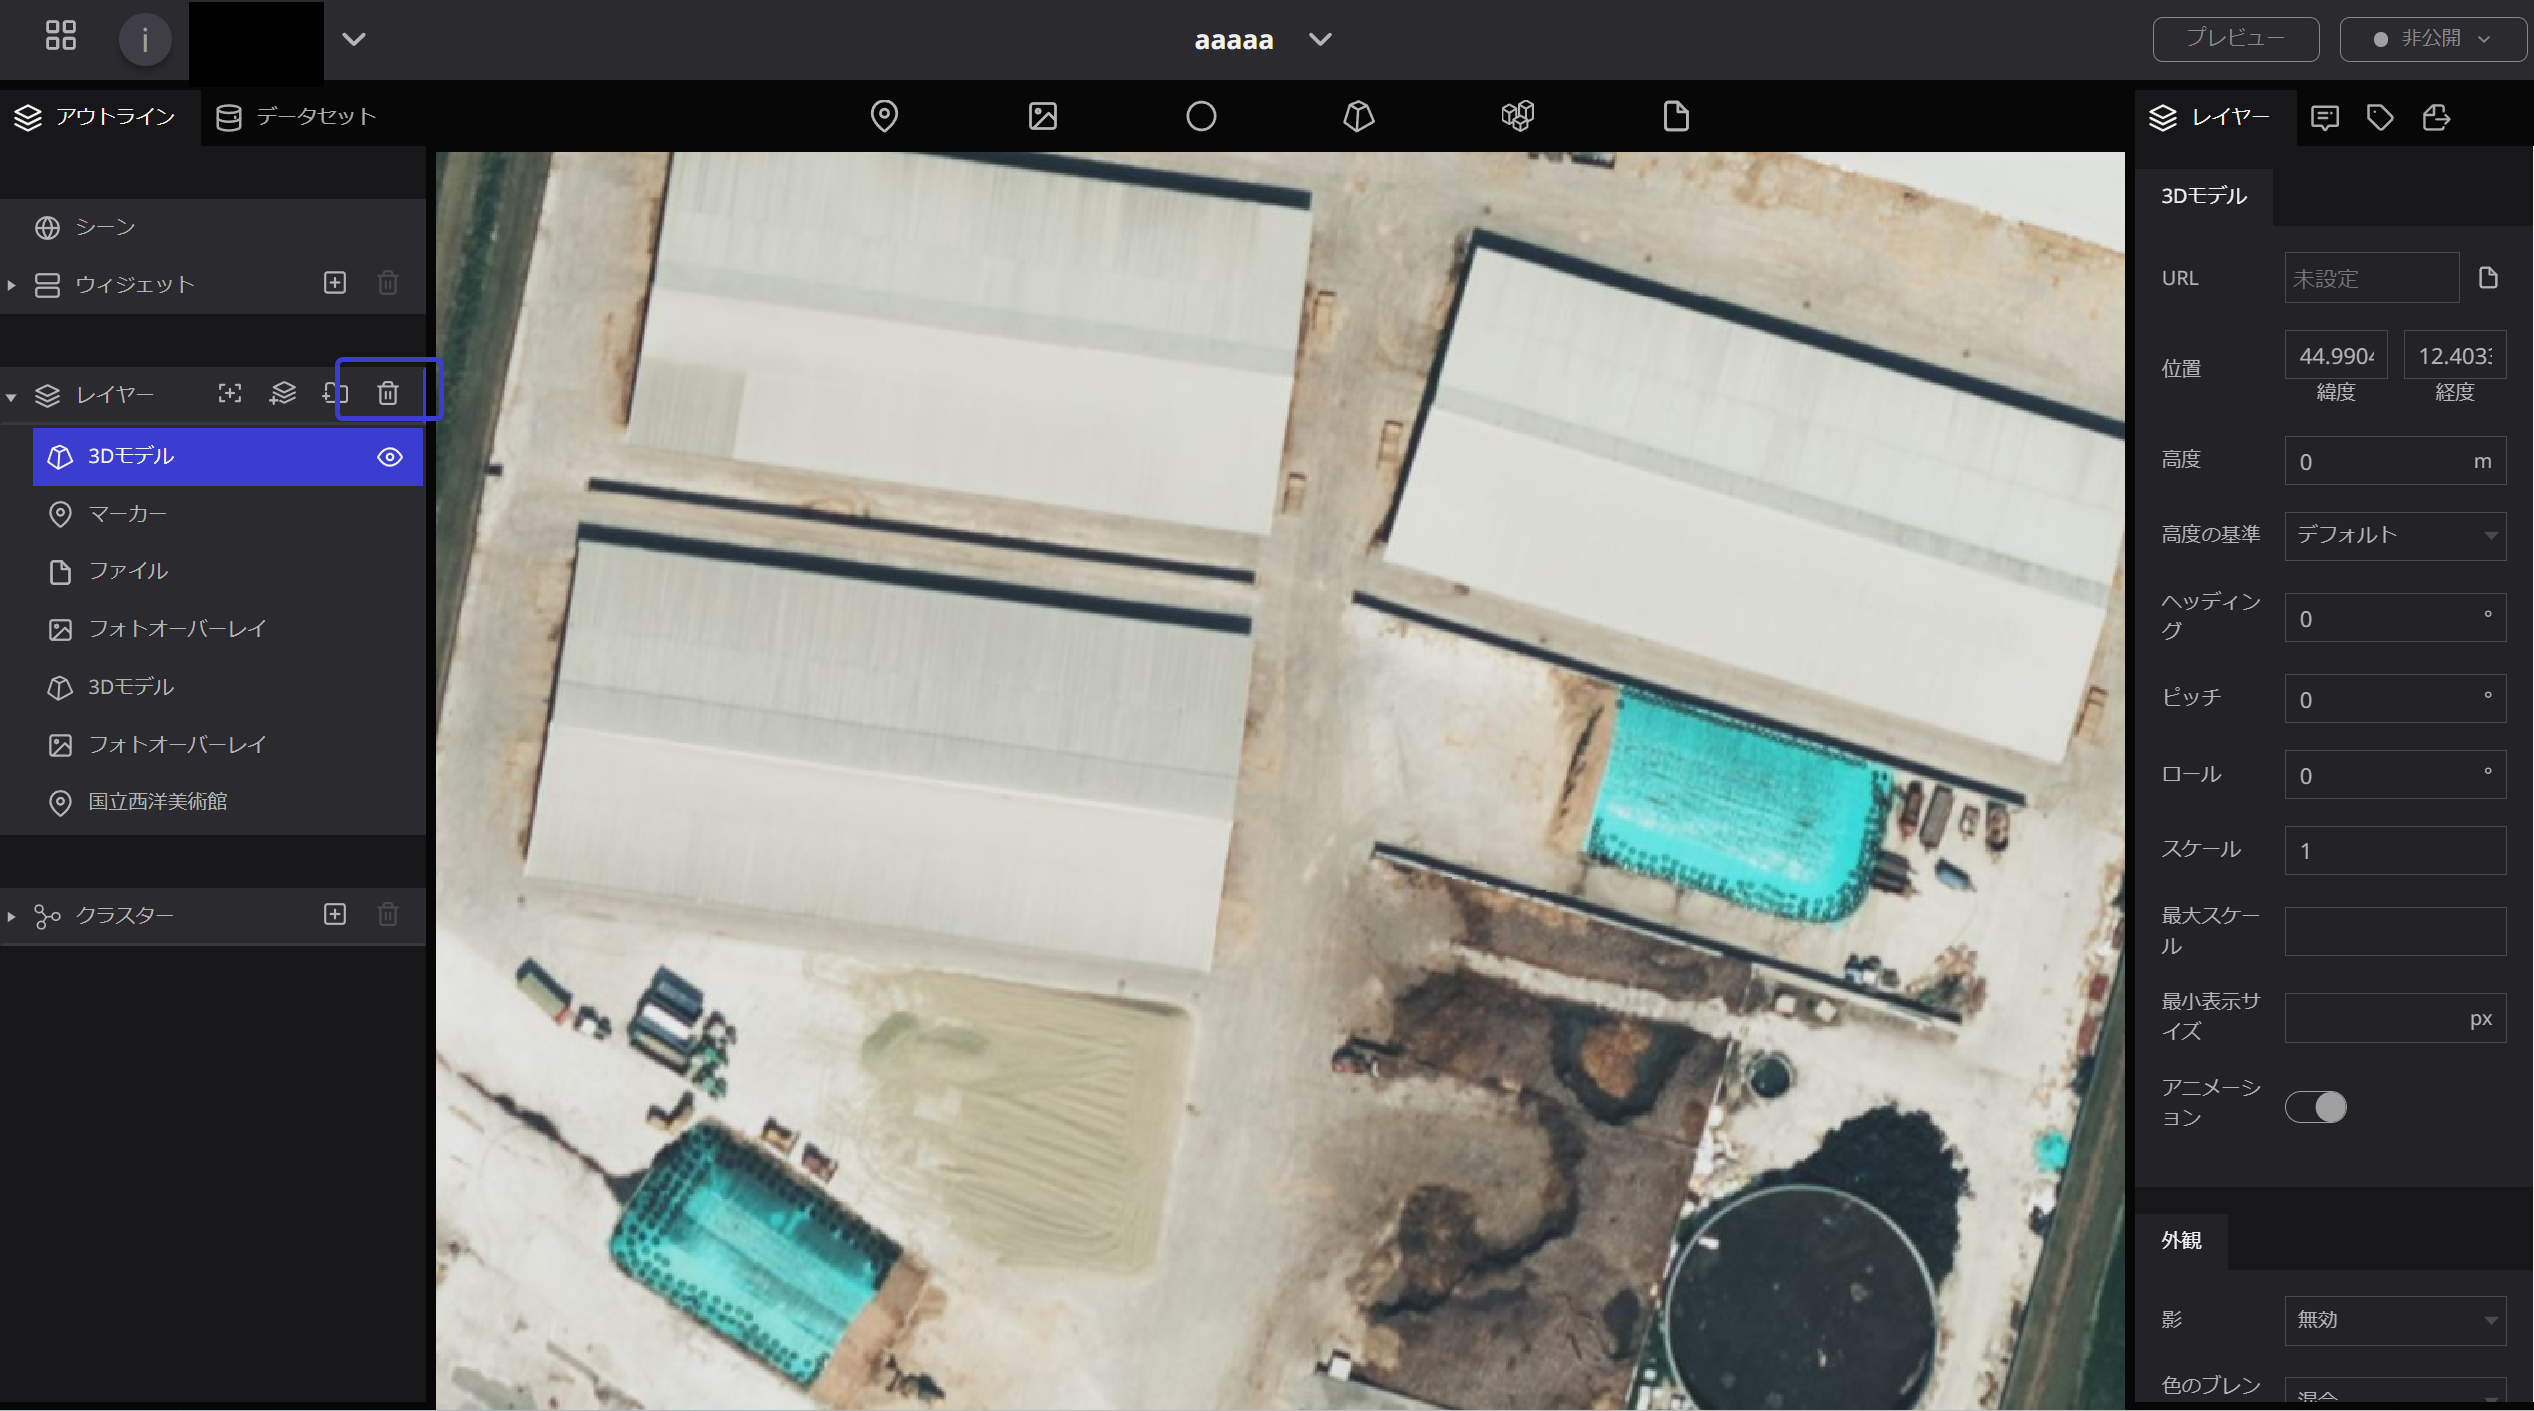 i
aaaaa
プレビュー
非公開
アウトライン
データセット
レイヤー
シーン
ウィジェット
レイヤー
3Dモデル
マーカー
ファイル
フォトオーバーレイ
3Dモデル
フォトオーバーレイ
国立西洋美術館
クラスター
3Dモデル
URL
未設定
位置
44.990
12.403
緯度
経度
高度
0
m
高度の基準
デフォルト
ヘッディン
グ
0
°
ピッチ
0
°
ロール
0
°
スケール
1
最大スケー
ル
最小表示サ
イズ
px
アニメーシ
ョン
外観
影
無効
色のブレン